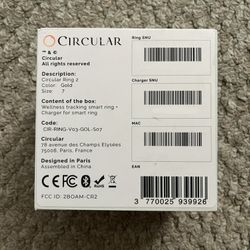 CIRCULAR
™ & ©
Circular
All rights reserved
Description:
Circular Ring 2
Color: Gold
Size: 7
Content of the box:
Wellness tracking smart ring +
Charger for smart ring
Code:
CIR-RING-V03-GOL-S07
Circular
78 avenue des Champs Elysées
75008, Paris, France
Designed in Paris
Assembled in China
FCC ID: 2BOAM-CR2
Ring SNU
Charger SNU
MAC
EAN
3 770025 939926